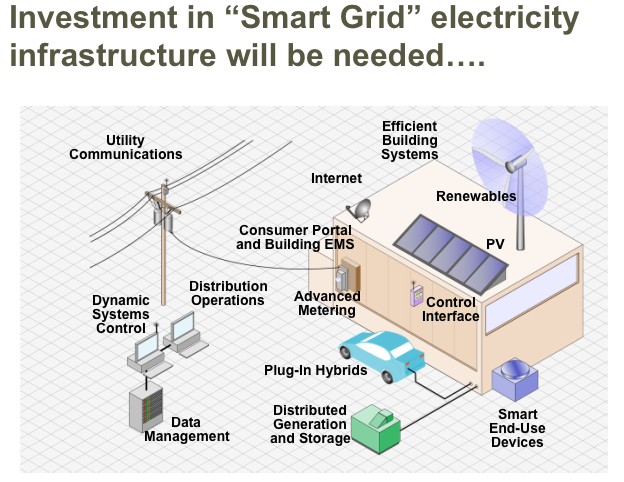 Investment in “Smart Grid” electricity
infrastructure will be needed….
Utility
Communications
Efficient
Building
Systems
Internet
Renewables
Consumer Portal
and Building EMS
PV
Distribution
Operations
Dynamic
Systems
Control
Advanced
Metering
Control
Interface
Plug-In Hybrids
Data
Management
Distributed
Generation
and Storage
Smart
End-Use
Devices